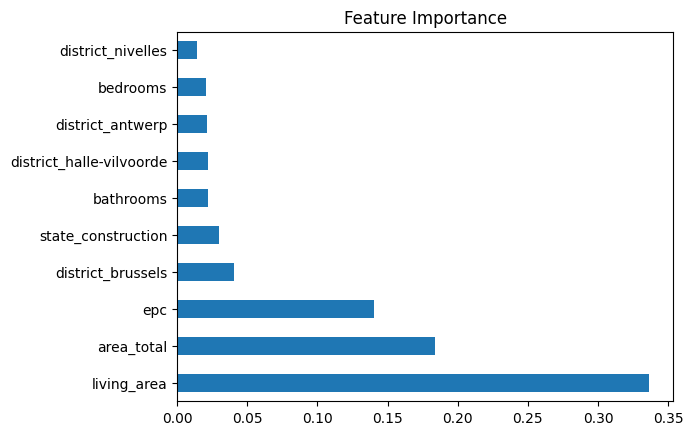 Feature Importance
district_nivelles
bedrooms
district_antwerp
district_halle-vilvoorde
bathrooms
state_construction
district_brussels
epc
area_total
living_area
0.00 0.05 0.10 0.15 0.20 0.25 0.30 0.35